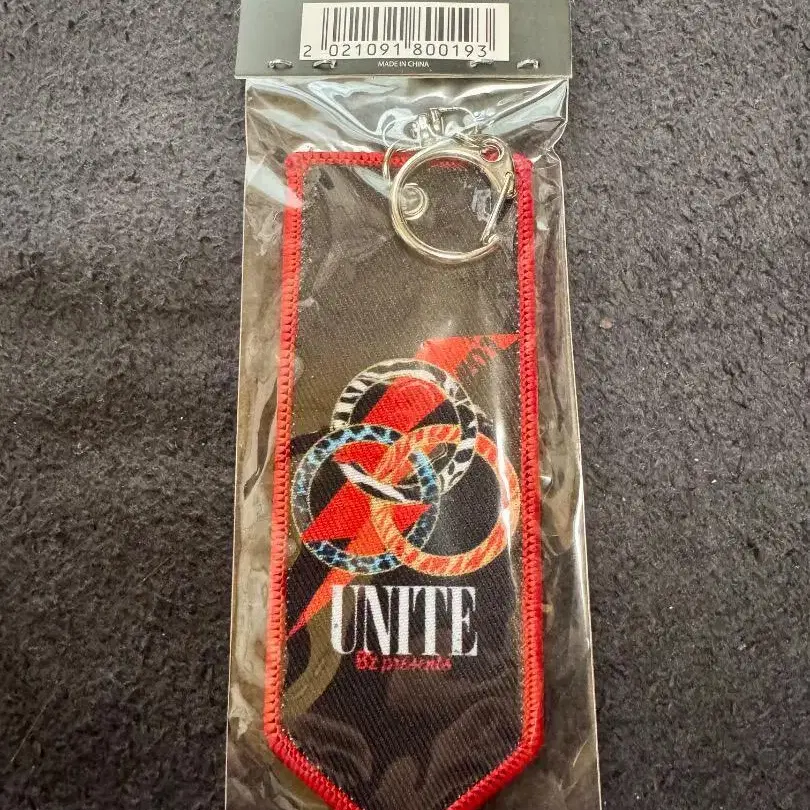 2 021091 800193
MADE IN CHINA
UNITE
B'z presents